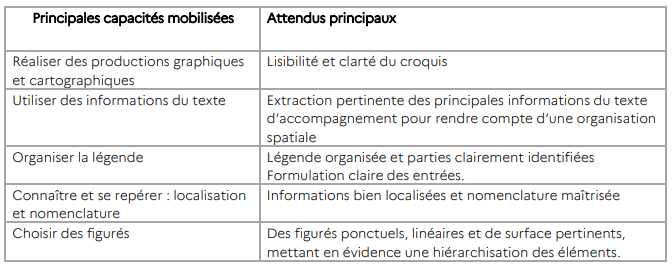 Principales capacités mobilisées
Attendus principaux
Réaliser des productions graphiques
et cartographiques
Lisibilité et clarté du croquis
Utiliser des informations du texte
Extraction pertinente des principales informations du texte
d’accompagnement pour rendre compte d’une organisation
spatiale
Organiser la légende
Légende organisée et parties clairement identifiées
Formulation claire des entrées.
Connaître et se repérer : localisation
et nomenclature
Informations bien localisées et nomenclature maîtrisée
Choisir des figurés
Des figurés ponctuels, linéaires et de surface pertinents,
mettant en évidence une hiérarchisation des éléments.